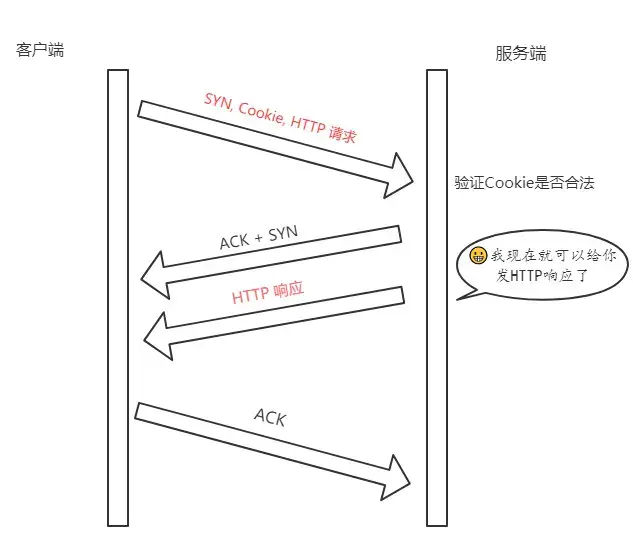 客户端
服务端
SYN, Cookie, HTTP 请求
验证Cookie是否合法
ACK + SYN
😀我现在就可以给你
发HTTP响应了
HTTP 响应
ACK